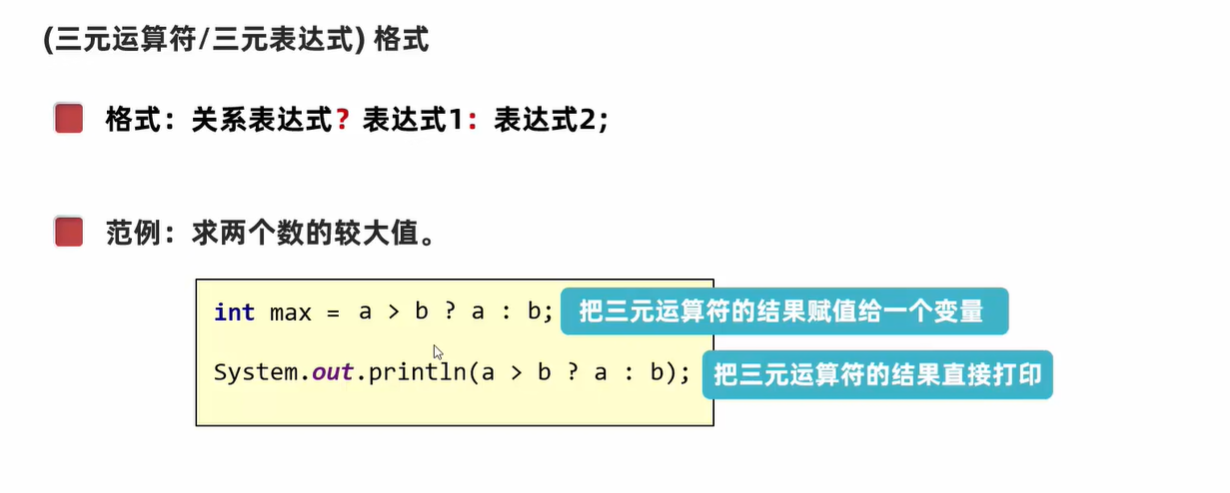 (三元运算符/三元表达式) 格式
格式：关系表达式？表达式1：表达式2；
范例：求两个数的较大值。
int max = a > b ? a : b; 把三元运算符的结果赋值给一个变量
System.out.println(a > b ? a : b); 把三元运算符的结果直接打印